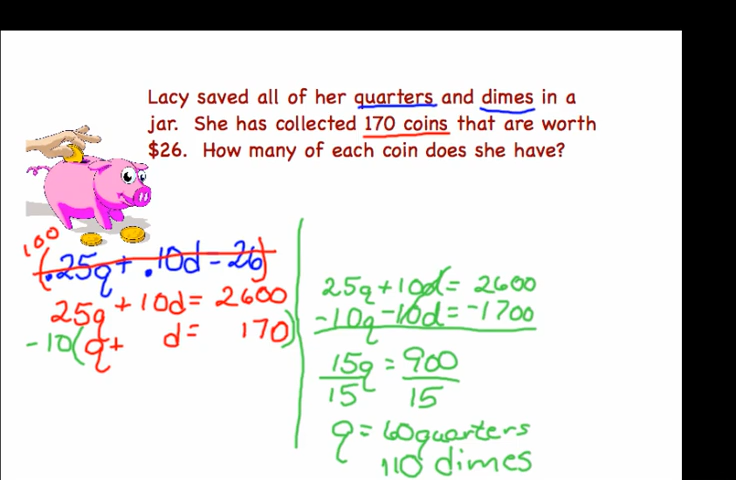 Lacy saved all of her quarters and dimes in a
jar. She has collected 170 coins that are worth
$26. How many of each coin does she have?
100
(.25q + .10d = 26)
25q + 10d = 2600
-10(q + d = 170)
25q + 10d = 2600
-10q - 10d = -1700
15q = 900
15 15
q = 60 quarters
110 dimes